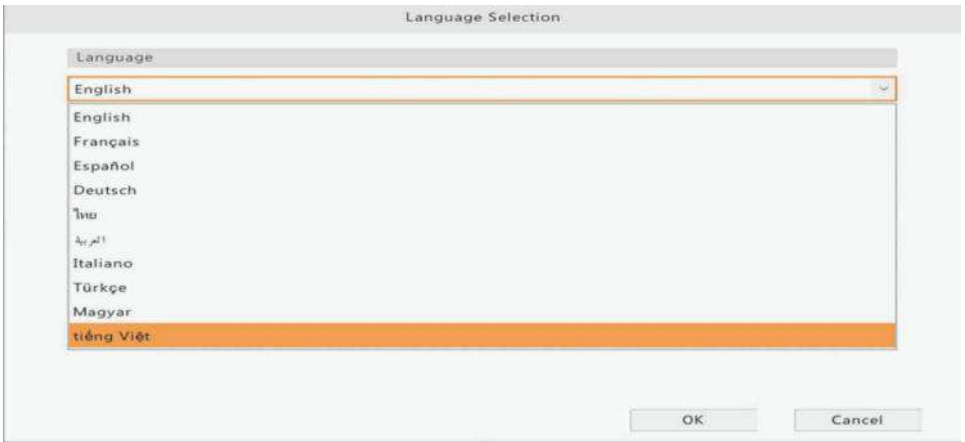 Language Selection
Language
English
English
Français
Español
Deutsch
ไทย
العربية
Italiano
Türkçe
Magyar
tiếng Việt
OK
Cancel